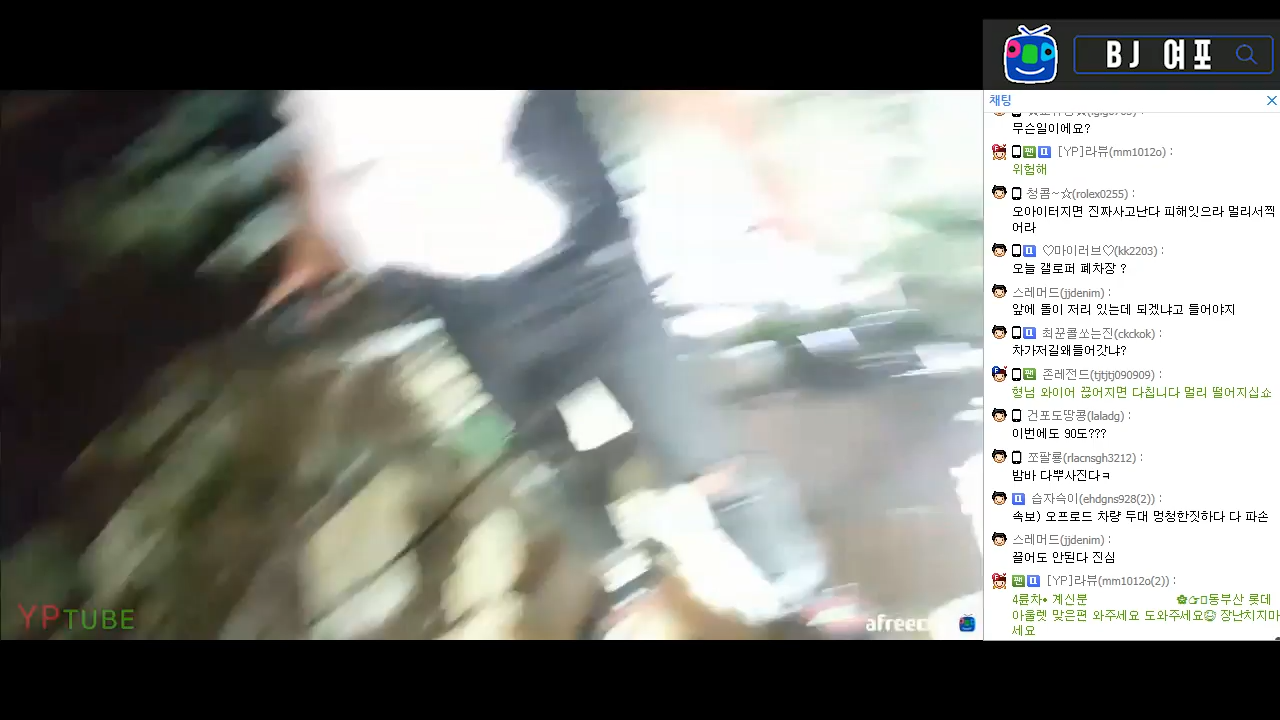 BJ 여포
채팅
무슨일이에요?
[YP]라뷰(mm1012o) :
위험해
청콤~☆(rolex0255) :
오아이터지면 진짜사고난다 피해잇으라 멀리서찍
어라
♡마이러브♡(kk2203) :
오늘 갤로퍼 폐차장 ?
스레머드(jjdenim) :
앞에 돌이 저리 있는데 되겠냐고 들어야지
최꾼콜쏘는진(ckckok) :
차가저길왜들어갓냐?
존레전드(tjtjtj090909) :
형님 와이어 끊어지면 다칩니다 멀리 떨어지십쇼
건포도땅콩(laladg) :
이번에도 90도???
쪼팔룡(rlacnsgh3212) :
밤바 다뿌사진다ㅋ
습자속이(ehdgns928(2)) :
속보) 오프로드 차량 두대 멍청한짓하다 다 파손
스레머드(jjdenim) :
끌어도 안된다 진심
[YP]라뷰(mm1012o(2)) :
4륜차• 계신분 동부산 롯데
아울렛 맞은편 와주세요 도와주세요 장난치지마
세요
YPTUBE